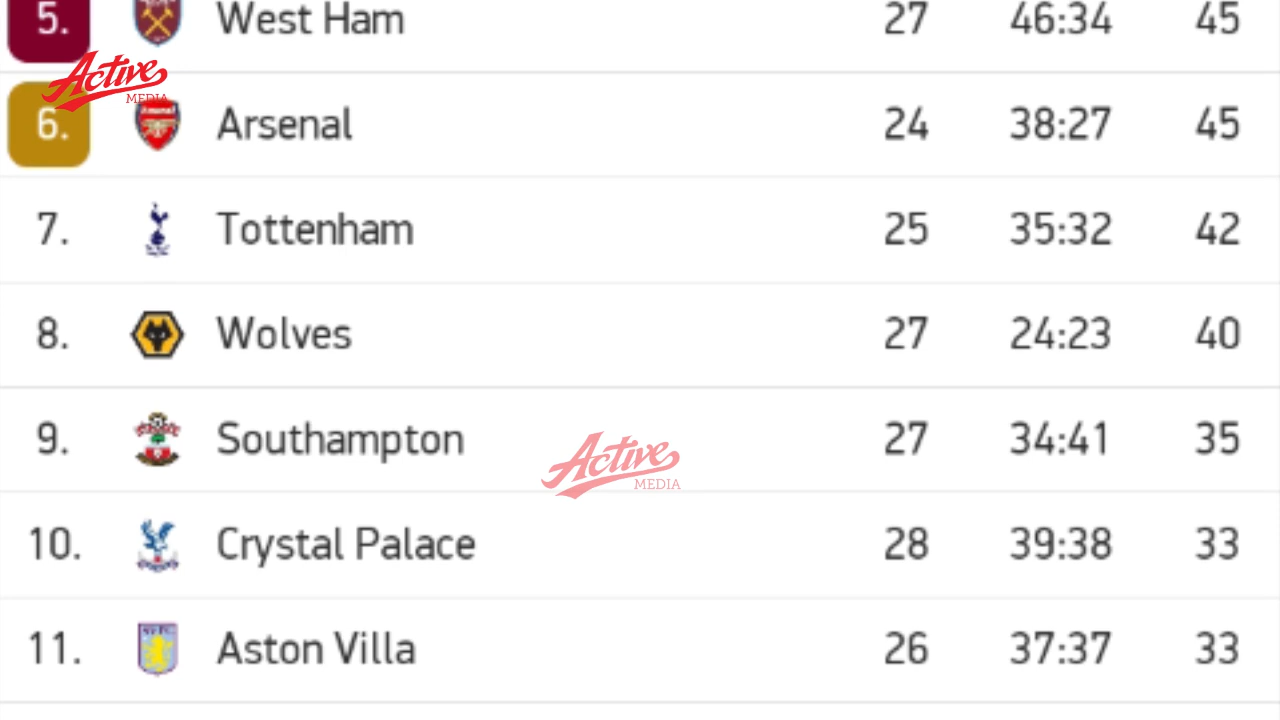 5. West Ham 27 46:34 45
Active
MEDIA
6. Arsenal 24 38:27 45
7. Tottenham 25 35:32 42
8. Wolves 27 24:23 40
9. Southampton 27 34:41 35
Active
MEDIA
10. Crystal Palace 28 39:38 33
11. Aston Villa 26 37:37 33